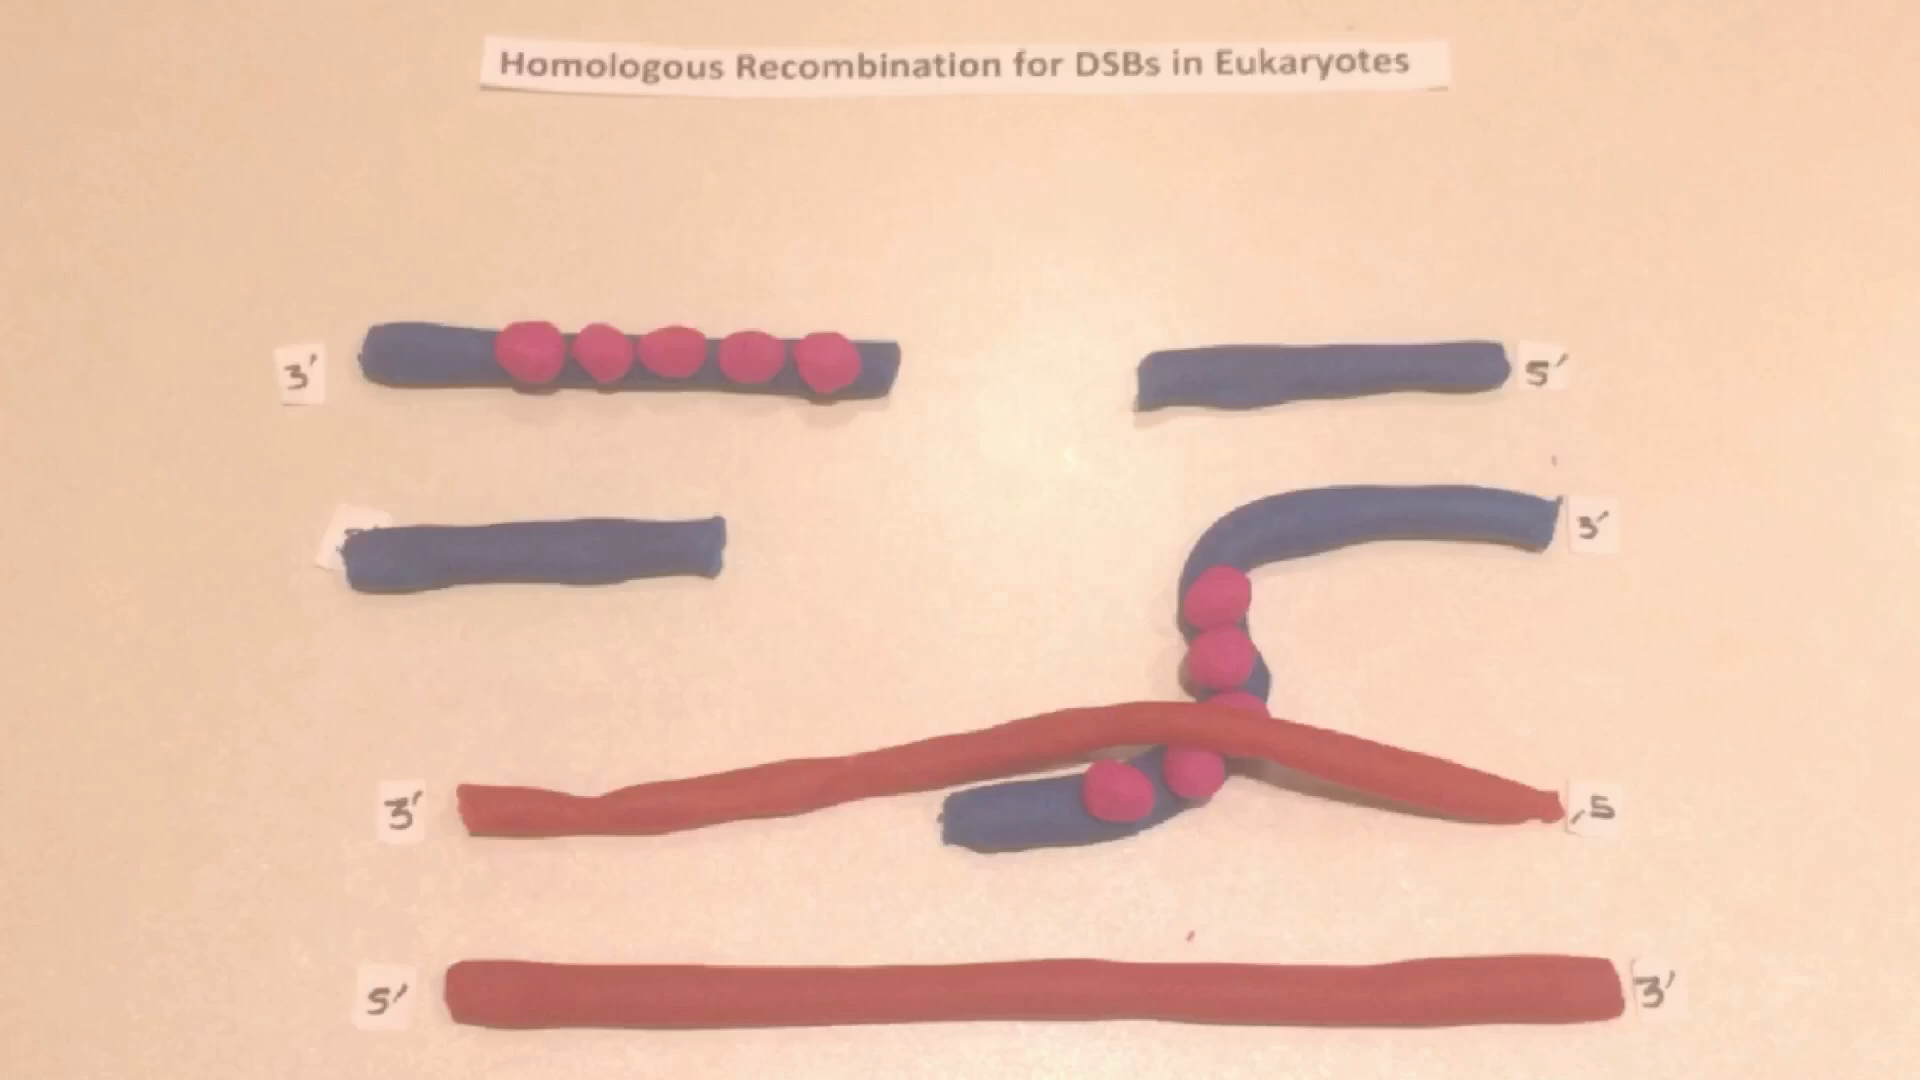 Homologous Recombination for DSBs in Eukaryotes
3' 5'
3'
3' ,5
5' 3'